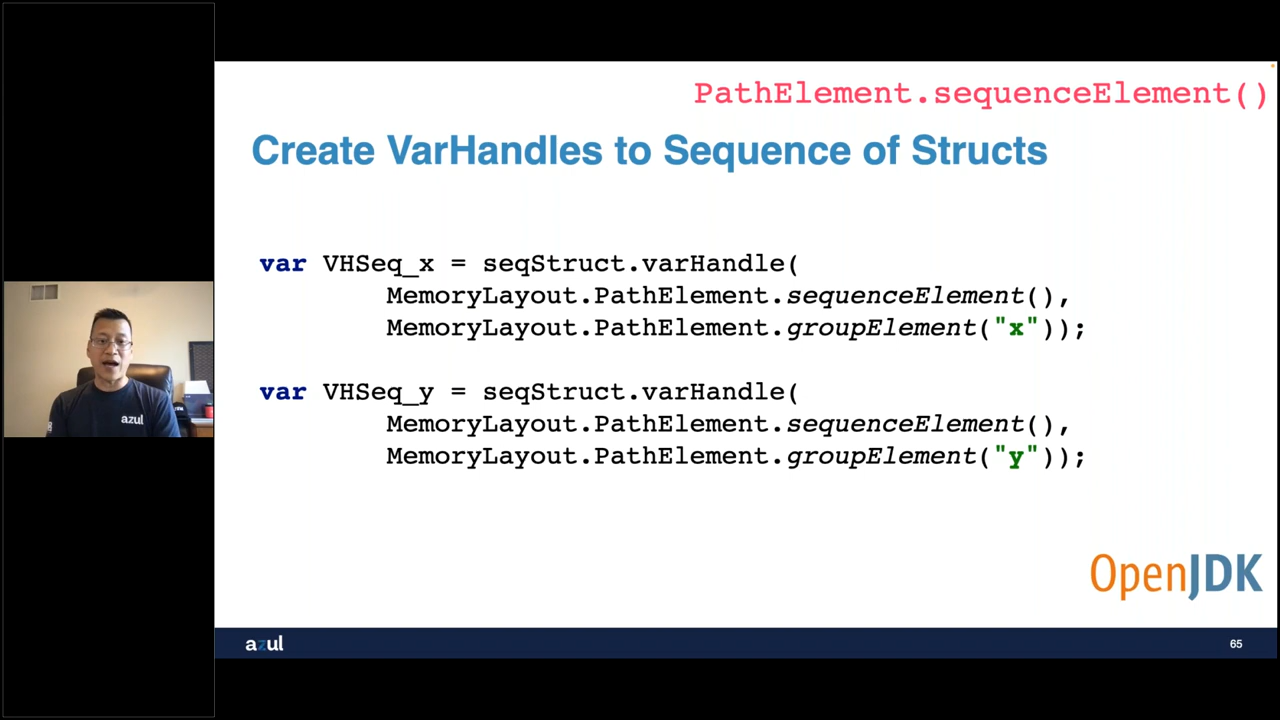 PathElement.sequenceElement()
Create VarHandles to Sequence of Structs
var VHSeq_x = seqStruct.varHandle(
MemoryLayout.PathElement.sequenceElement(),
MemoryLayout.PathElement.groupElement("x"));
var VHSeq_y = seqStruct.varHandle(
MemoryLayout.PathElement.sequenceElement(),
MemoryLayout.PathElement.groupElement("y"));
azul
OpenJDK
azul
65